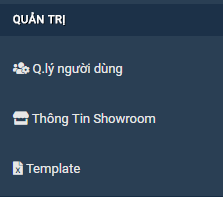 QUẢN TRỊ
Q.lý người dùng
Thông Tin Showroom
Template